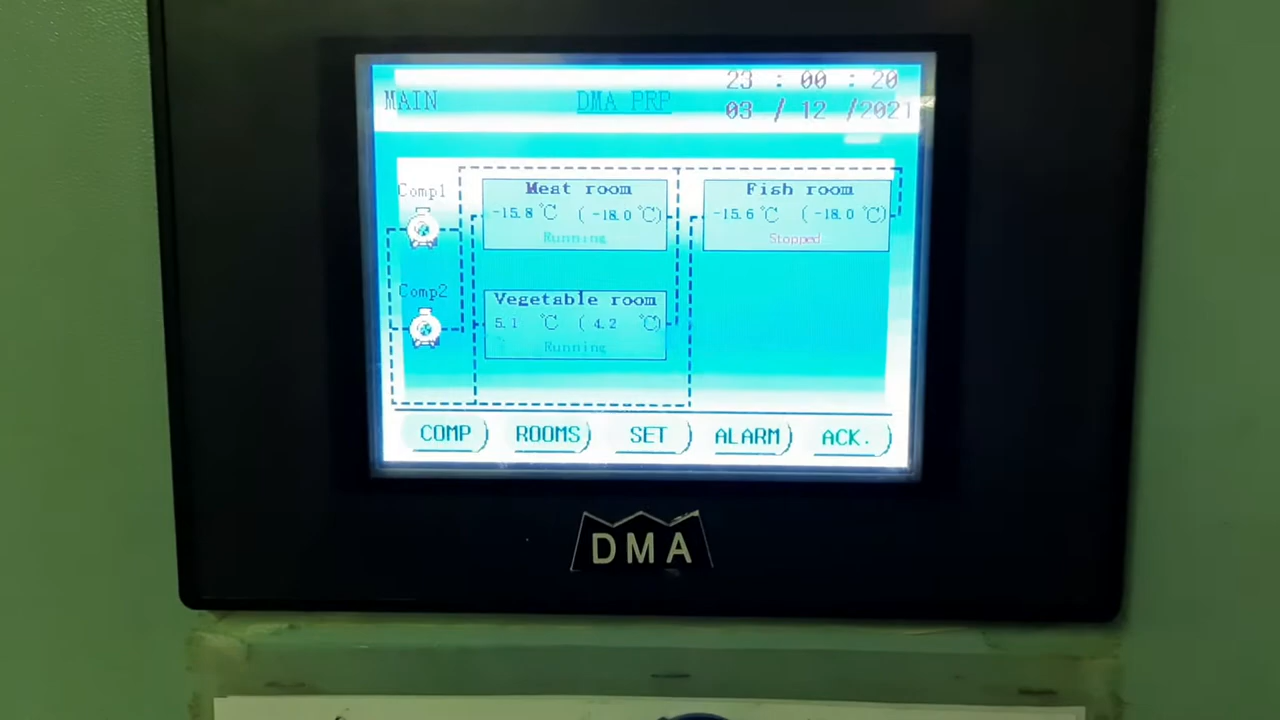 MAIN
DMA PRP
23 : 00 : 20
03 / 12 /2021
Comp1
Meat room
-15.8 °C ( -18.0 °C)
Running
Fish room
-15.6 °C ( -18.0 °C)
Stopped
Comp2
Vegetable room
5.1 °C ( 4.2 °C)
Running
COMP
ROOMS
SET
ALARM
ACK.
DMA